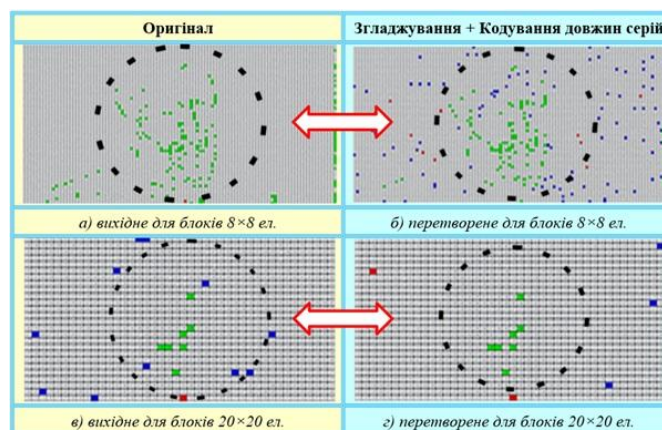 Оригінал
Згладжування + Кодування довжин серій
а) вихідне для блоків 8×8 ел.
б) перетворене для блоків 8×8 ел.
в) вихідне для блоків 20×20 ел.
г) перетворене для блоків 20×20 ел.